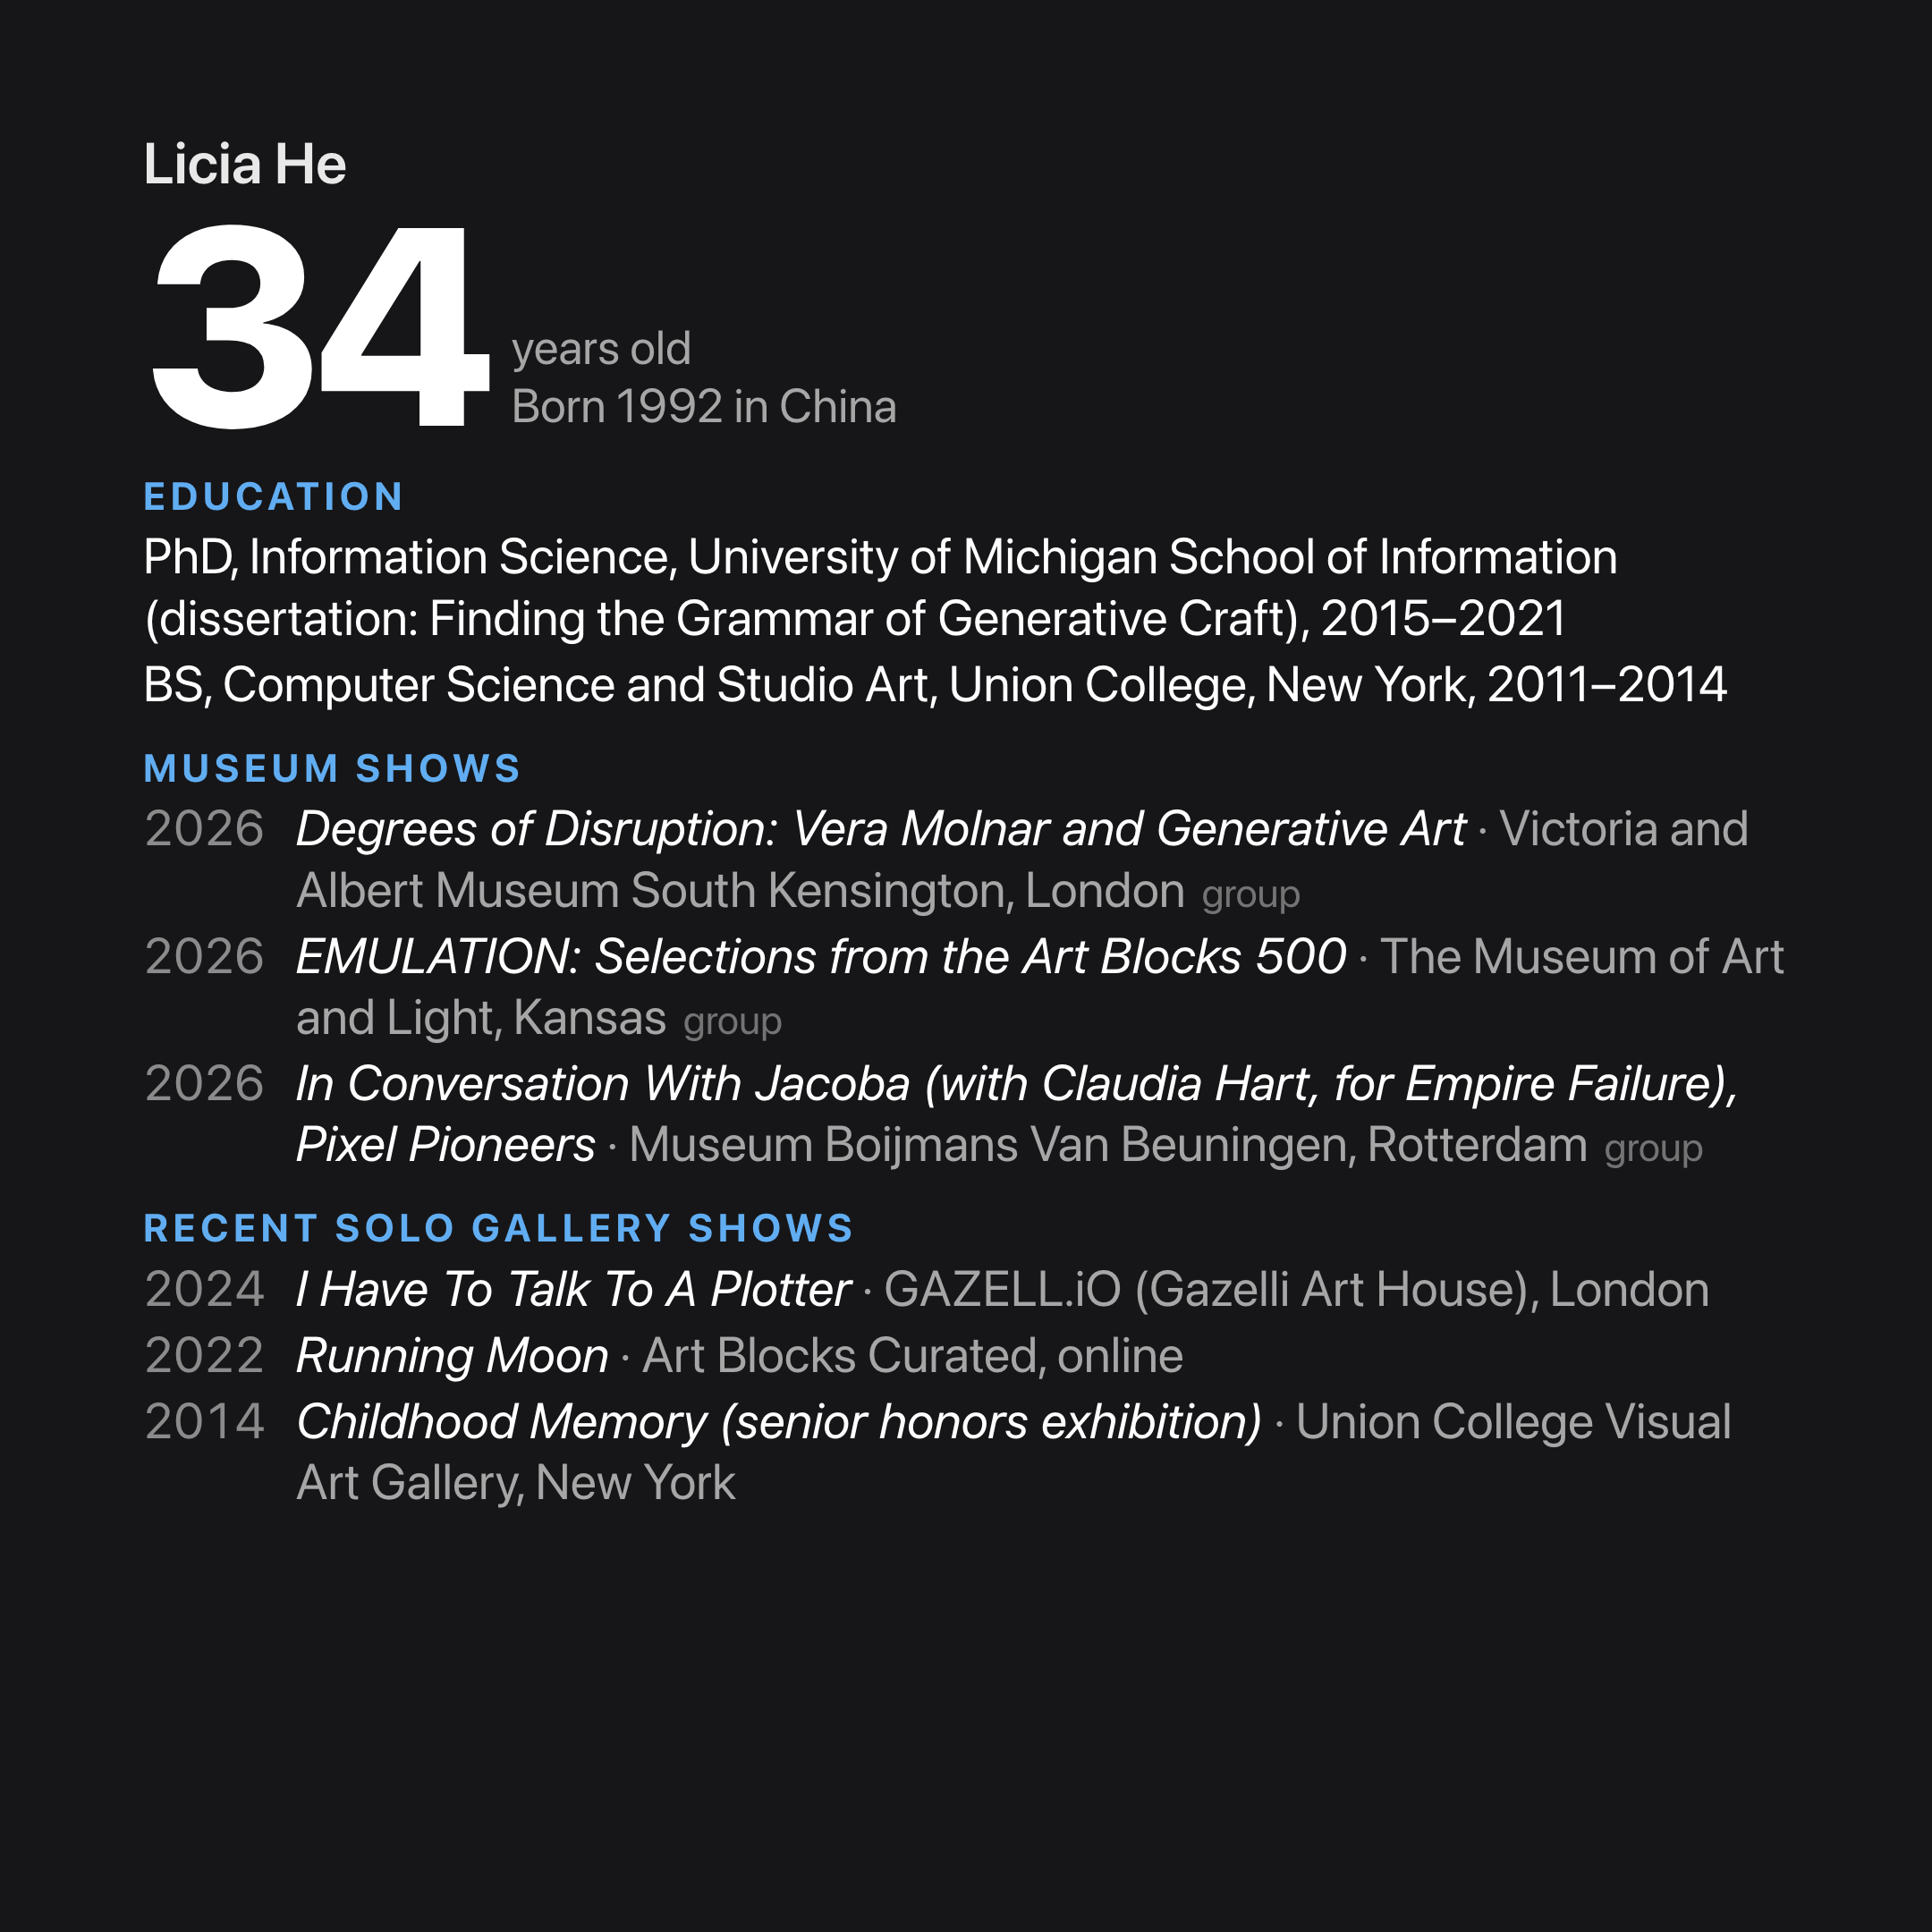 Licia He
34
years old
Born 1992 in China
EDUCATION
PhD, Information Science, University of Michigan School of Information
(dissertation: Finding the Grammar of Generative Craft), 2015–2021
BS, Computer Science and Studio Art, Union College, New York, 2011–2014
MUSEUM SHOWS
2026 Degrees of Disruption: Vera Molnar and Generative Art · Victoria and
Albert Museum South Kensington, London group
2026 EMULATION: Selections from the Art Blocks 500 · The Museum of Art
and Light, Kansas group
2026 In Conversation With Jacoba (with Claudia Hart, for Empire Failure),
Pixel Pioneers · Museum Boijmans Van Beuningen, Rotterdam group
RECENT SOLO GALLERY SHOWS
2024 I Have To Talk To A Plotter · GAZELL.iO (Gazelli Art House), London
2022 Running Moon · Art Blocks Curated, online
2014 Childhood Memory (senior honors exhibition) · Union College Visual
Art Gallery, New York